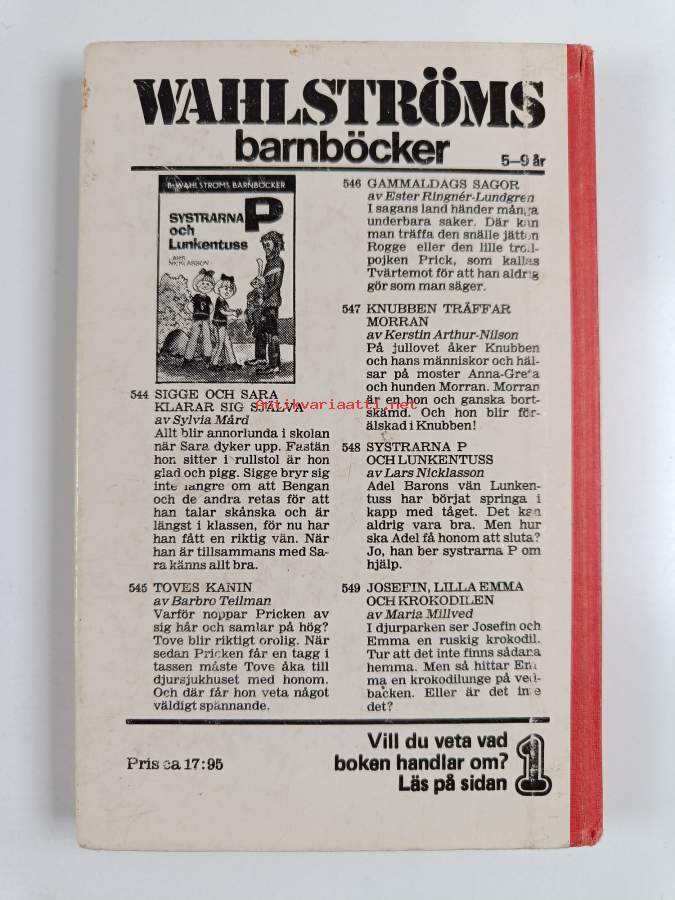 WAHLSTRÖMS
barnböcker
5–9 år
B. WAHLSTRÖMS BARNBÖCKER
SYSTRARNA P
och
Lunkentuss
LARS
NICKLASSON
544 SIGGE OCH SARA
KLARAR SIG SJÄLVA
av Sylvia Mård
Allt blir annorlunda i skolan
när Sara dyker upp. Fastän
hon sitter i rullstol är hon
glad och pigg. Sigge bryr sig
inte längre om att Bengan
och de andra retas för att
han talar skånska och är
längst i klassen, för nu har
han fått en riktig vän. När
han är tillsammans med Sa-
ra känns allt bra.
545 TOVES KANIN
av Barbro Tellman
Varför noppar Pricken av
sig hår och samlar på hög?
Tove blir riktigt orolig. När
sedan Pricken får en tagg i
tassen måste Tove åka till
djursjukhuset med honom.
Och där får hon veta något
väldigt spännande.
546 GAMMALDAGS SAGOR
av Ester Ringnér-Lundgren
I sagans land händer många
underbara saker. Där kan
man träffa den snälle jätten
Rogge eller den lille troll-
pojken Prick, som kallas
Tvärtemot för att han aldrig
gör som man säger.
547 KNUBBEN TRÄFFAR
MORRAN
av Kerstin Arthur-Nilson
På jullovet åker Knubben
och hans människor och häl-
sar på moster Anna-Greta
och hunden Morran. Morran
är en hon och ganska bort-
skämd. Och hon blir för-
älskad i Knubben!
548 SYSTRARNA P
OCH LUNKENTUSS
av Lars Nicklasson
Adel Barons vän Lunken-
tuss har börjat springa i
kapp med tåget. Det kan
aldrig vara bra. Men hur
ska Adel få honom att sluta?
Jo, han ber systrarna P om
hjälp.
549 JOSEFIN, LILLA EMMA
OCH KROKODILEN
av Maria Millved
I djurparken ser Josefin och
Emma en ruskig krokodil.
Tur att det inte finns sådana
hemma. Men så hittar Em-
ma en krokodilunge på ved-
backen. Eller är det inte
det?
Antikvariaatti.net
Pris ca 17:95
Vill du veta vad
boken handlar om?
Läs på sidan 1